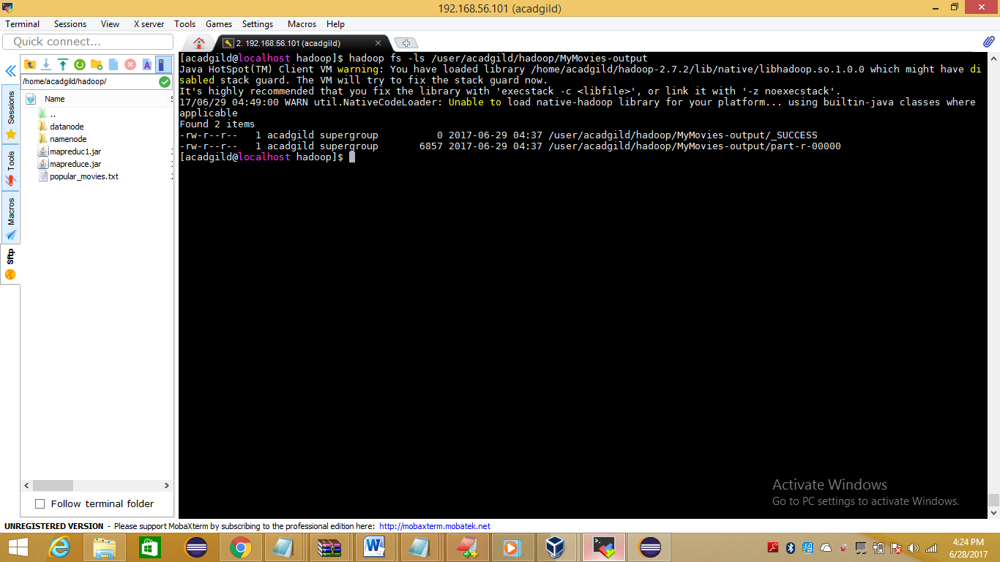 192.168.56.101 (acadgild)
Terminal Sessions View X server Tools Games Settings Macros Help
Quick connect...
2. 192.168.56.101 (acadgild)
/home/acadgild/hadoop/
Name
..
datanode
namenode
mapreduc1.jar
mapreduce.jar
popular_movies.txt
Sessions
Tools
Macros
Sftp
Follow terminal folder
[acadgild@localhost hadoop]$ hadoop fs -ls /user/acadgild/hadoop/MyMovies-output
Java HotSpot(TM) Client VM warning: You have loaded library /home/acadgild/hadoop-2.7.2/lib/native/libhadoop.so.1.0.0 which might have di
sabled stack guard. The VM will try to fix the stack guard now.
It's highly recommended that you fix the library with 'execstack -c <libfile>', or link it with '-z noexecstack'.
17/06/29 04:49:00 WARN util.NativeCodeLoader: Unable to load native-hadoop library for your platform... using builtin-java classes where
applicable
Found 2 items
-rw-r--r-- 1 acadgild supergroup 0 2017-06-29 04:37 /user/acadgild/hadoop/MyMovies-output/_SUCCESS
-rw-r--r-- 1 acadgild supergroup 6857 2017-06-29 04:37 /user/acadgild/hadoop/MyMovies-output/part-r-00000
[acadgild@localhost hadoop]$
Activate Windows
Go to PC settings to activate Windows.
UNREGISTERED VERSION - Please support MobaXterm by subscribing to the professional edition here: http://mobaxterm.mobatek.net
4:24 PM
6/28/2017